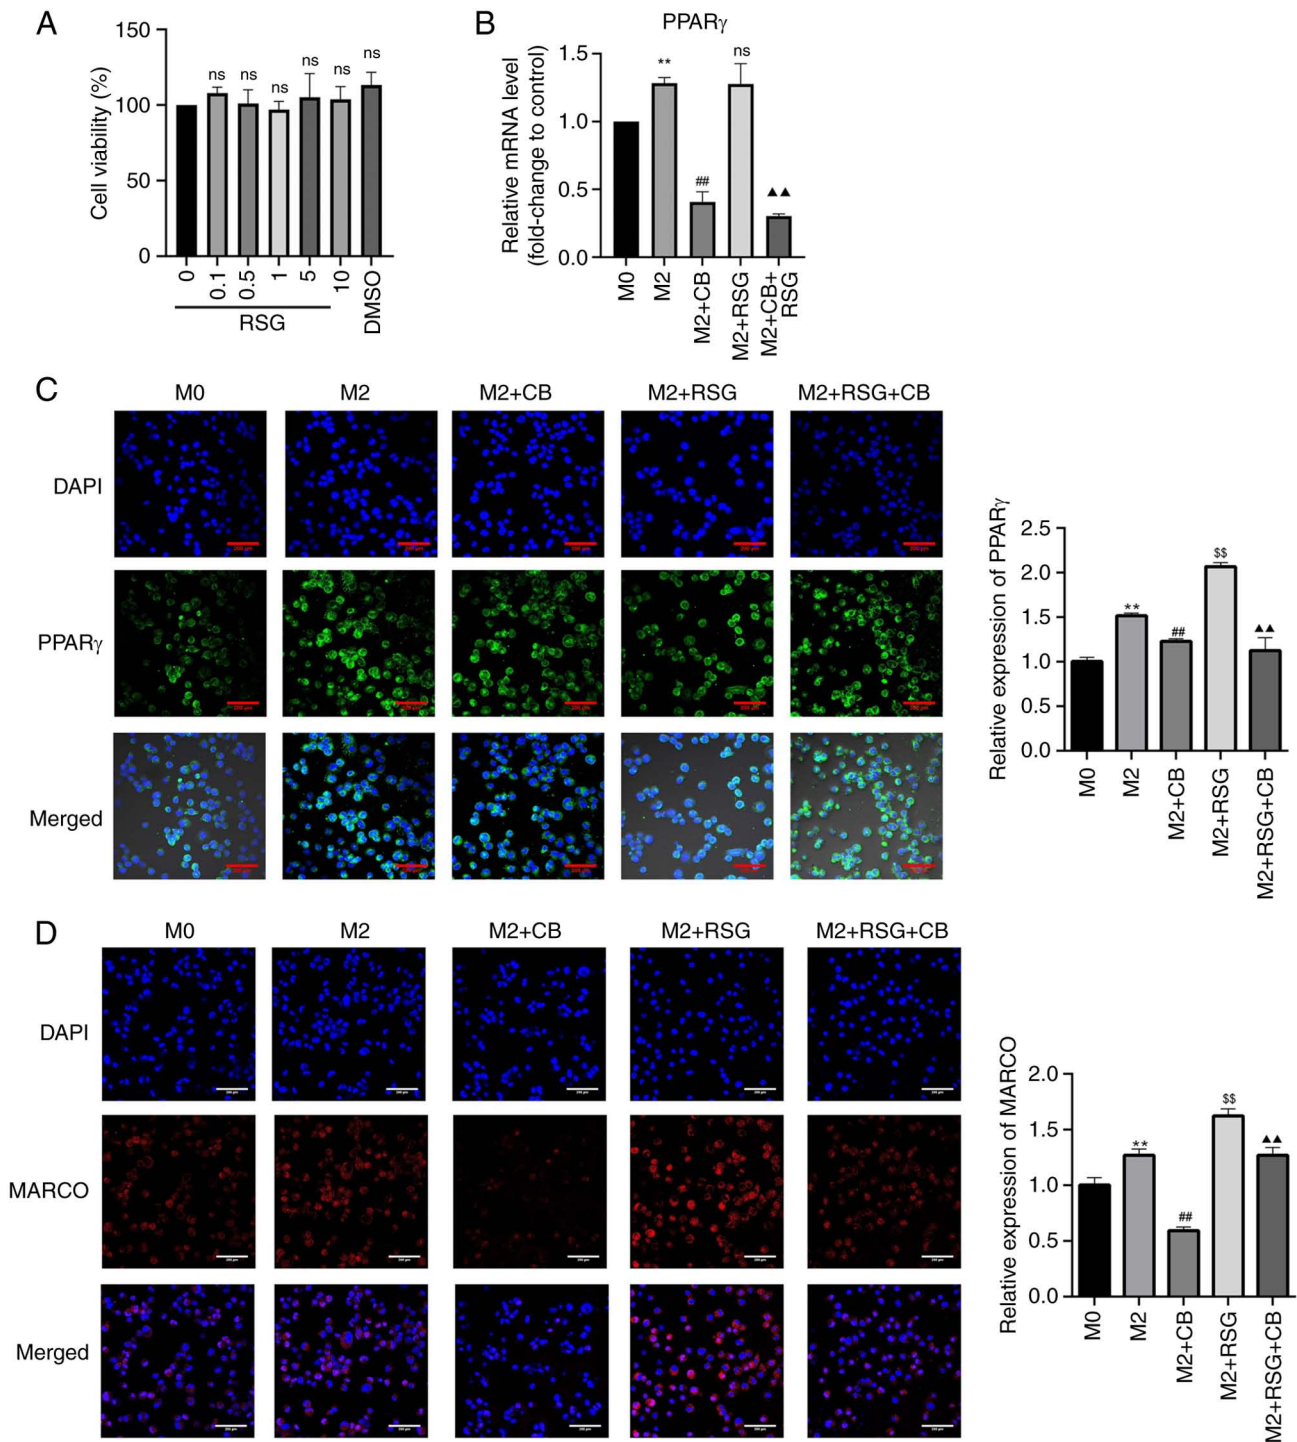 A
Cell viability (%)
150
100
50
0
ns
ns
ns
ns
ns
ns
0
0.1
0.5
1
5
10
DMSO
RSG
B
PPARγ
Relative mRNA level
(fold-change to control)
1.5
1.0
0.5
0.0
**
##
ns
▲▲
M0
M2
M2+CB
M2+RSG
M2+CB+
RSG
C
M0 M2 M2+CB M2+RSG M2+RSG+CB
DAPI
PPARγ
Merged
Relative expression of PPARγ
2.5
2.0
1.5
1.0
0.5
0.0
**
##
$$
▲▲
M0
M2
M2+CB
M2+RSG
M2+RSG+CB
D
M0 M2 M2+CB M2+RSG M2+RSG+CB
DAPI
MARCO
Merged
Relative expression of MARCO
2.0
1.5
1.0
0.5
0.0
**
##
$$
▲▲
M0
M2
M2+CB
M2+RSG
M2+RSG+CB